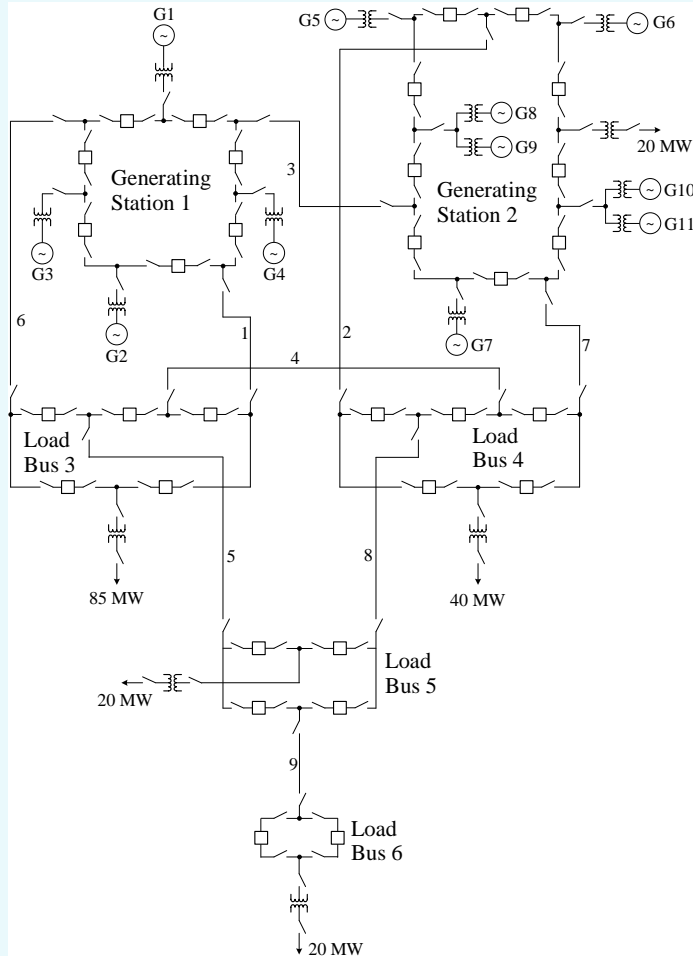 G1
G5
G6
G8
G9
20 MW
3
Generating
Station 1
Generating
Station 2
G10
G11
G3
G4
6
G2
1
2
G7
7
4
Load
Bus 3
Load
Bus 4
5
8
85 MW
40 MW
Load
Bus 5
20 MW
9
Load
Bus 6
20 MW